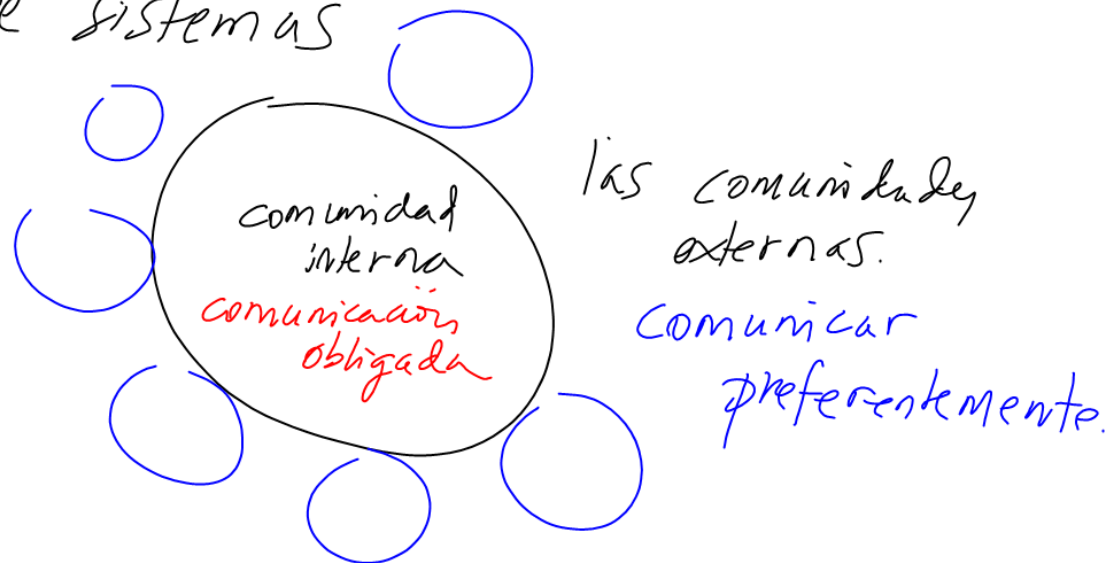 e sistemas
las comunidades
externas.
comunicar
preferentemente.
comunidad
interna
comunicación
obligada